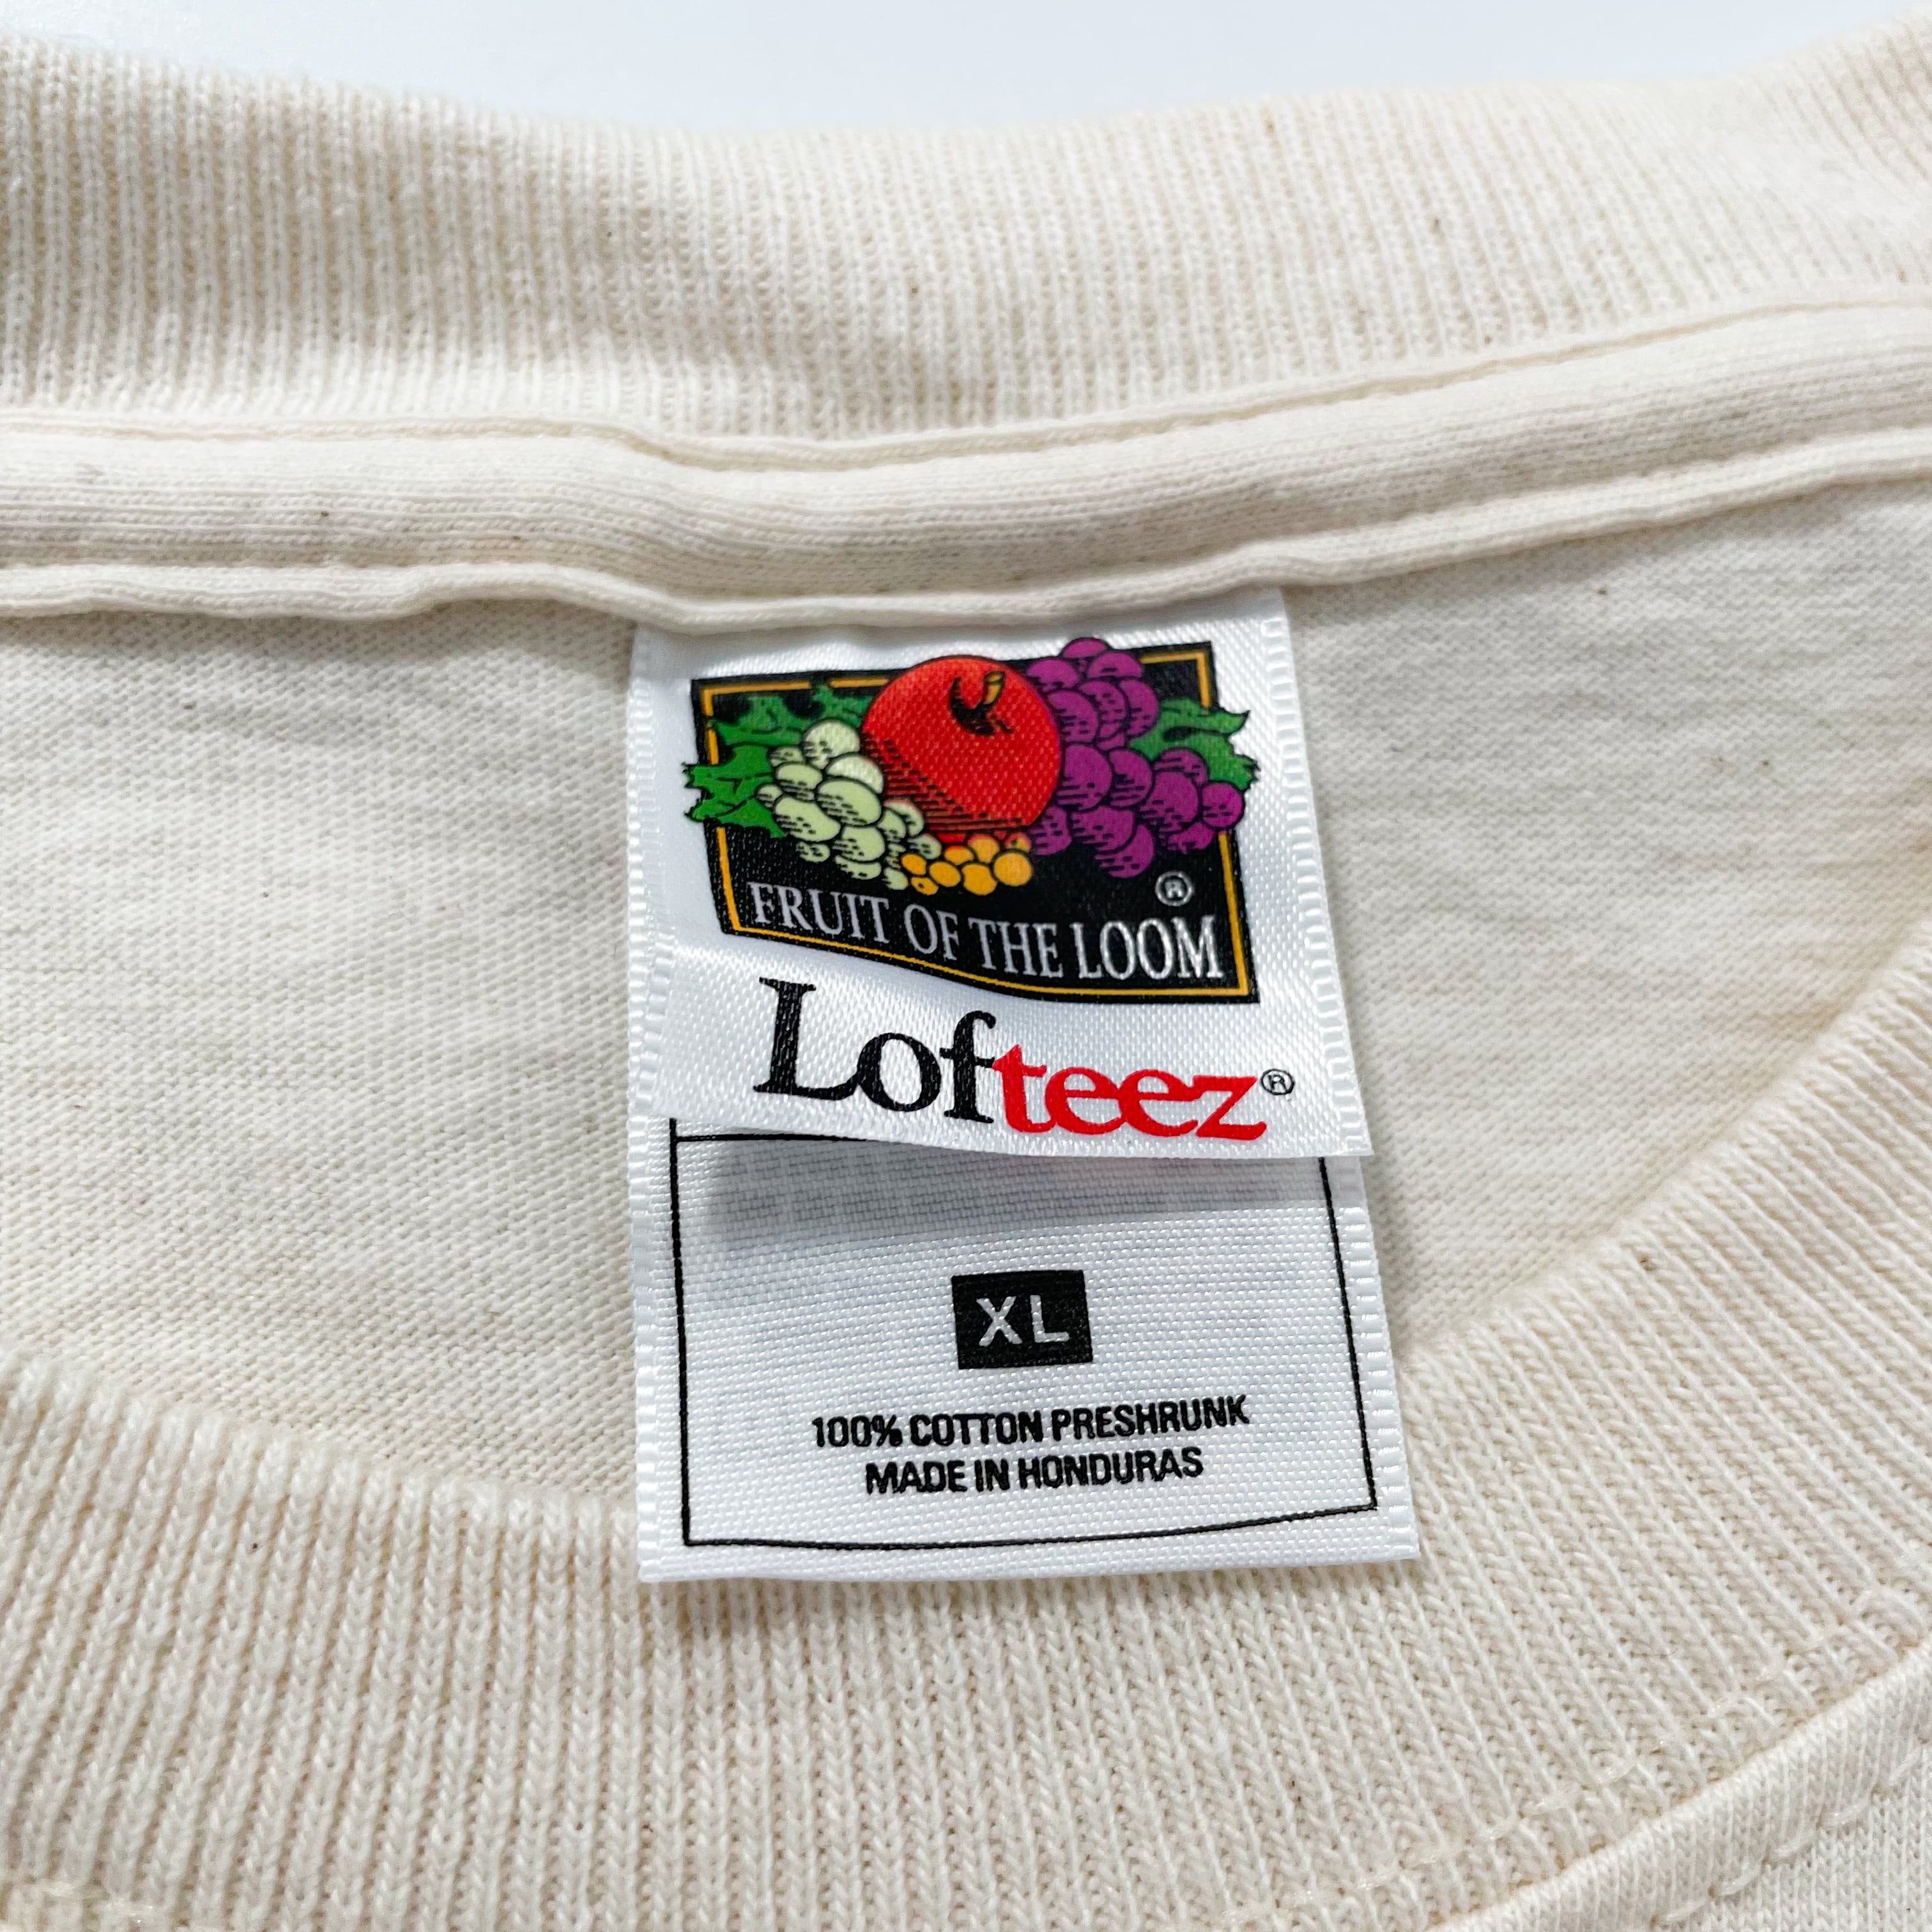 FRUIT OF THE LOOM®
Lofteez®
XL
100% COTTON PRESHRUNK
MADE IN HONDURAS